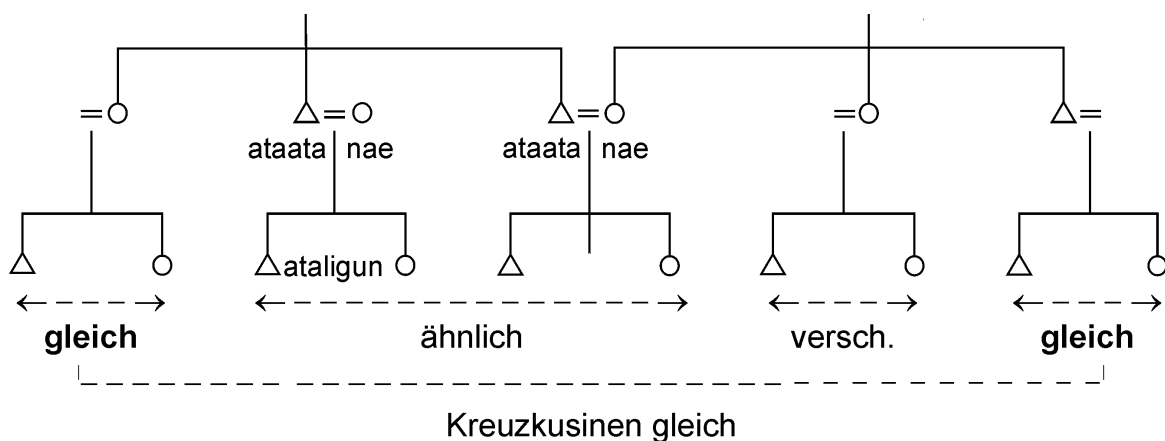 ataata nae ataata nae
ataligun
gleich ähnlich versch. gleich
Kreuzkusinen gleich